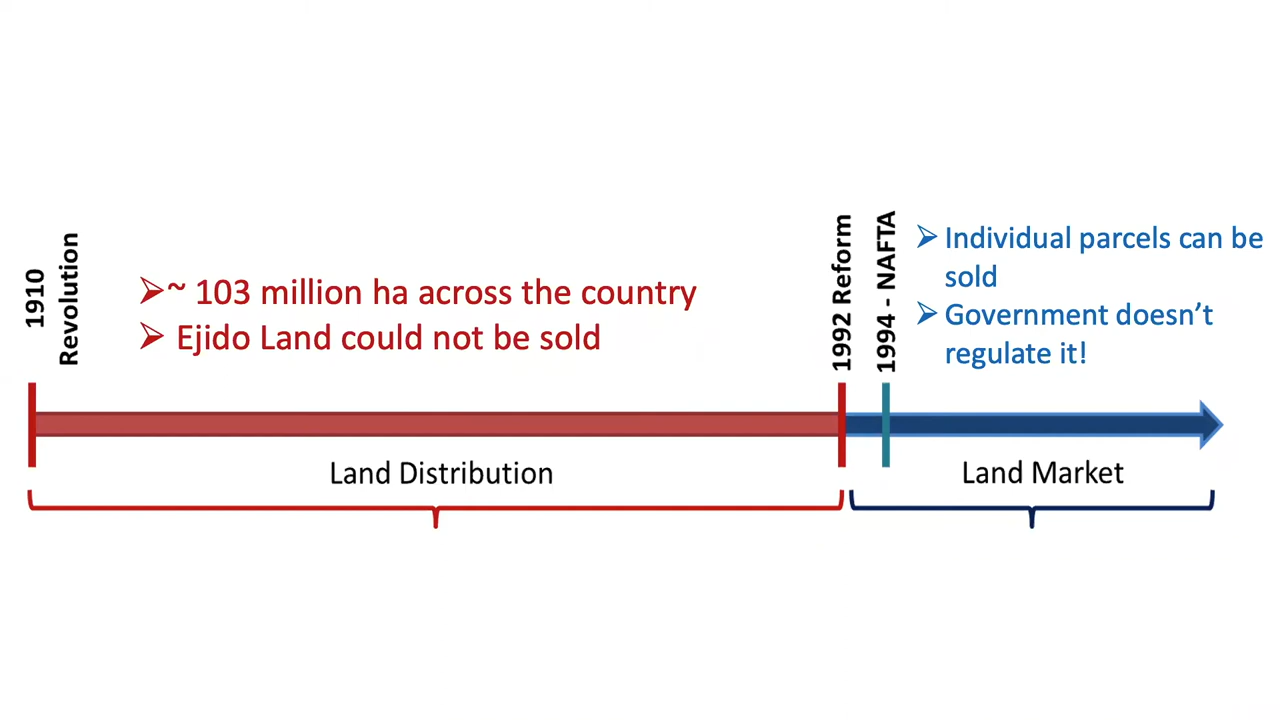 1910
Revolution
➢~ 103 million ha across the country
➢ Ejido Land could not be sold
1992 Reform
1994 - NAFTA
➢ Individual parcels can be
sold
➢ Government doesn’t
regulate it!
Land Distribution
Land Market